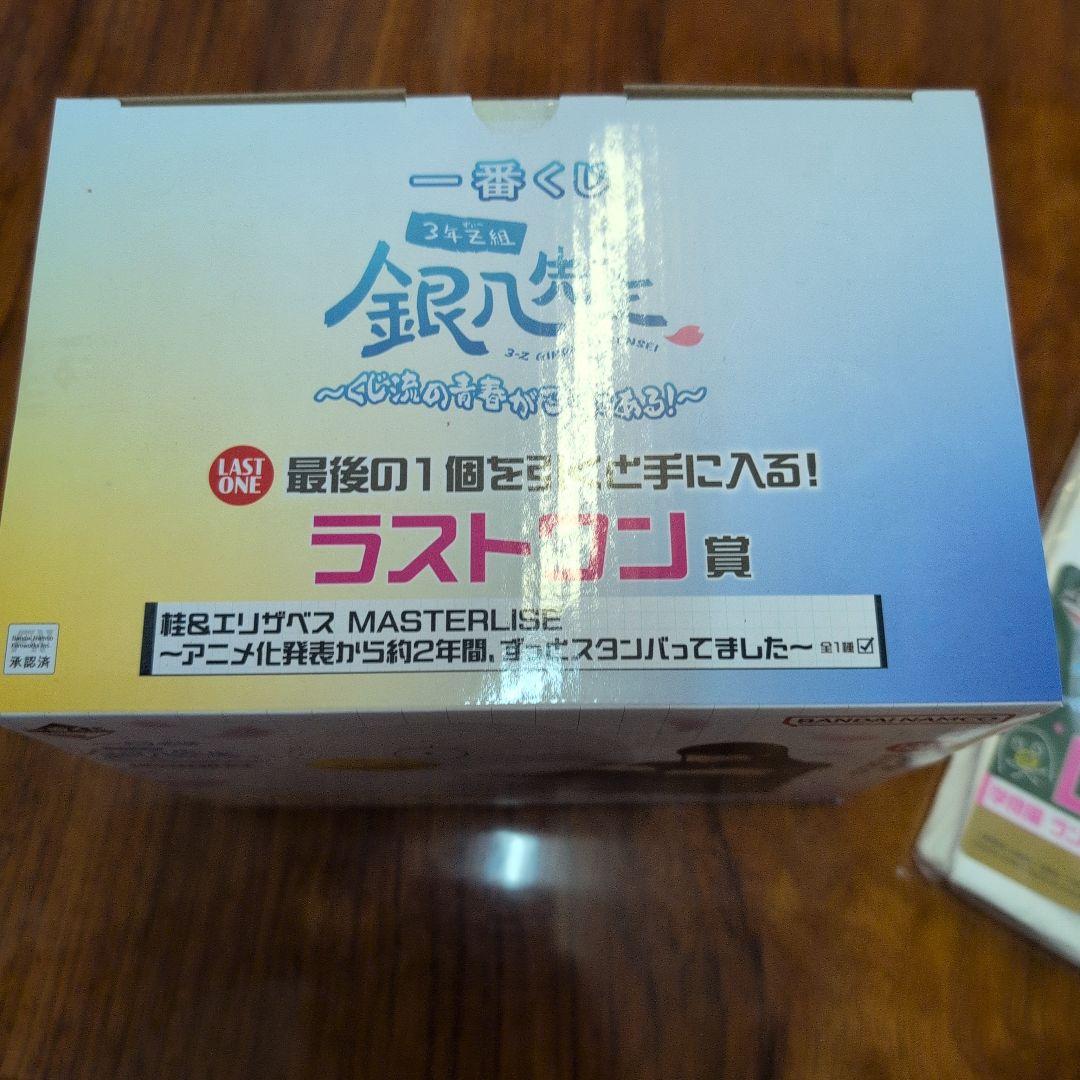 一番くじ
3年Z組
銀八先生
3-Z
LAST ONE
最後の1個を引くと手に入る!
ラストワン賞
桂&エリザベス MASTERLISE
~アニメ化発表から約2年間、ずっとスタンバってました~ 全1種
承認済
BANDAI NAMCO